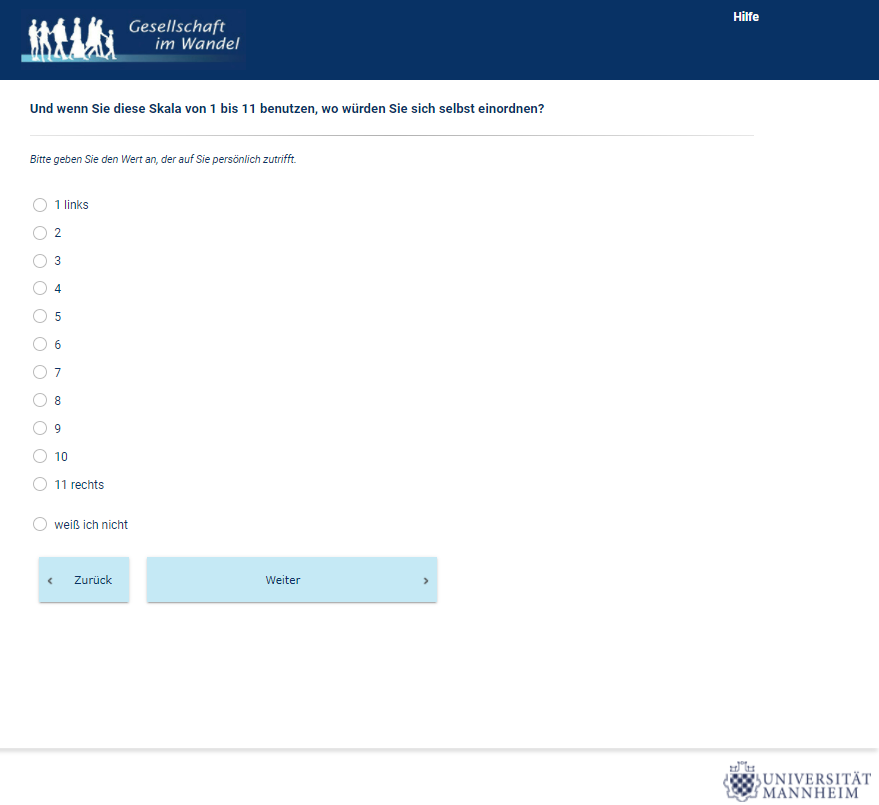 Gesellschaft
im Wandel
Hilfe
Und wenn Sie diese Skala von 1 bis 11 benutzen, wo würden Sie sich selbst einordnen?
Bitte geben Sie den Wert an, der auf Sie persönlich zutrifft.
1 links
2
3
4
5
6
7
8
9
10
11 rechts
weiß ich nicht
‹ Zurück
Weiter ›
UNIVERSITÄT
MANNHEIM